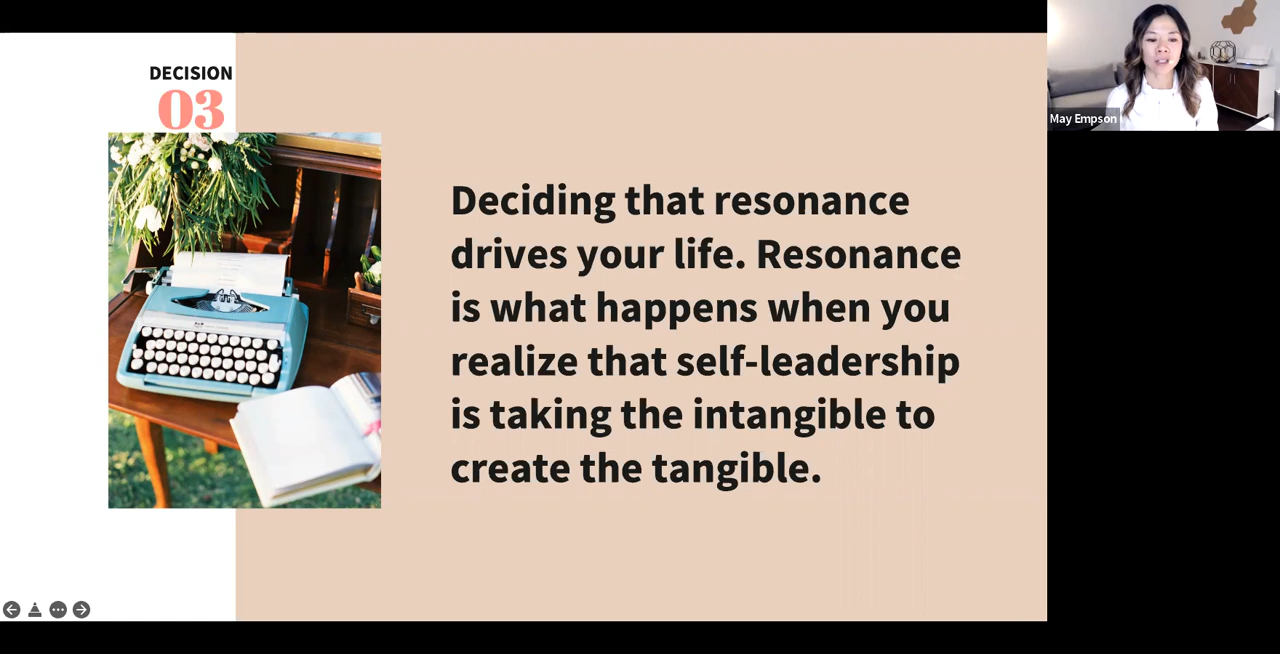 DECISION
03
Deciding that resonance
drives your life. Resonance
is what happens when you
realize that self-leadership
is taking the intangible to
create the tangible.
May Empson